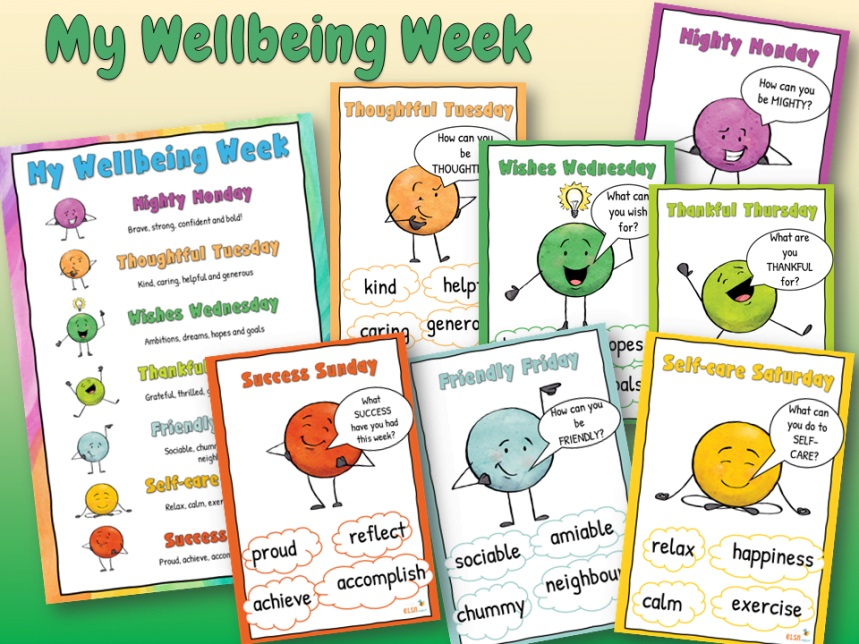 My Wellbeing Week
My Wellbeing Week
Mighty Monday
Brave, strong, confident and bold!
Thoughtful Tuesday
Kind, caring, helpful and generous
Wishes Wednesday
Ambitions, dreams, hopes and goals
Grateful, thrilled,
Sociable,
Self-care
Relax, calm,
Success
Proud, achieve,
Thoughtful Tuesday
How can you
be
kind
caring
Wishes Wednesday
What can
you wish
for?
Mighty Monday
How can you
be MIGHTY?
Thankful Thursday
What are
you
THANKFUL
for?
Success Sunday
What
SUCCESS
have you had
this week?
proud
reflect
achieve
accomplish
ELSA
Friendly Friday
How can you
be
FRIENDLY?
sociable
amiable
chummy
Self-care Saturday
What can
you do to
SELF-
CARE?
relax
happiness
calm
exercise
ELSA